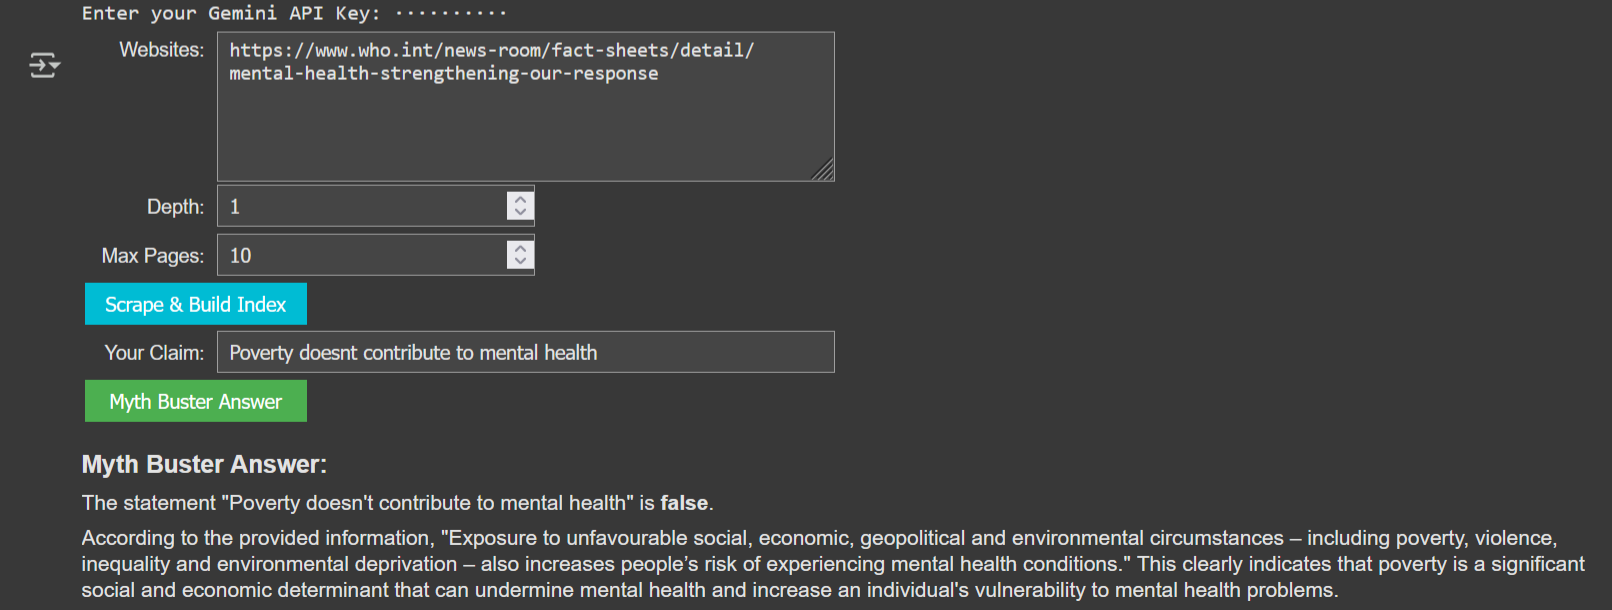 Enter your Gemini API Key: ··········
Websites:
https://www.who.int/news-room/fact-sheets/detail/
mental-health-strengthening-our-response
Depth: 1
Max Pages: 10
Scrape & Build Index
Your Claim: Poverty doesnt contribute to mental health
Myth Buster Answer
Myth Buster Answer:
The statement "Poverty doesn't contribute to mental health" is false.
According to the provided information, "Exposure to unfavourable social, economic, geopolitical and environmental circumstances – including poverty, violence,
inequality and environmental deprivation – also increases people’s risk of experiencing mental health conditions." This clearly indicates that poverty is a significant
social and economic determinant that can undermine mental health and increase an individual's vulnerability to mental health problems.